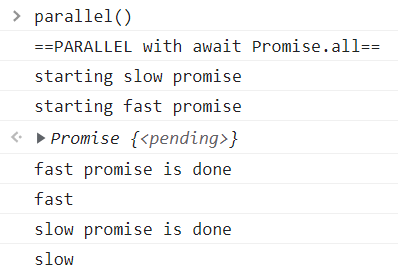 parallel()
==PARALLEL with await Promise.all==
starting slow promise
starting fast promise
Promise {<pending>}
fast promise is done
fast
slow promise is done
slow